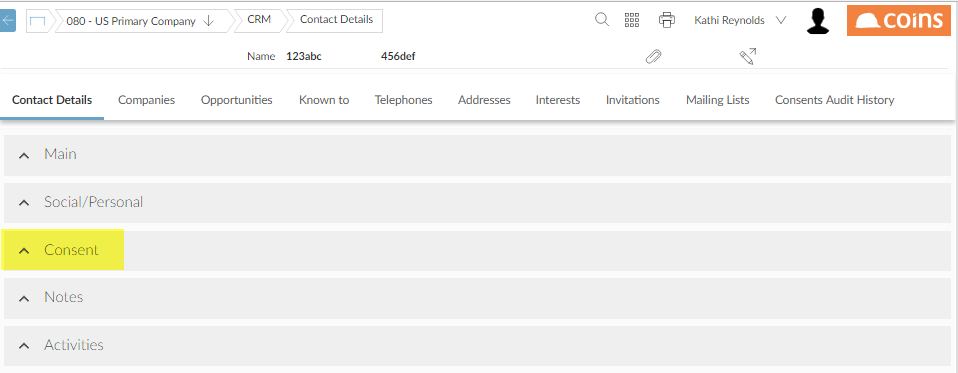 080 - US Primary Company CRM Contact Details Kathi Reynolds COINS
Name 123abc 456def
Contact Details Companies Opportunities Known to Telephones Addresses Interests Invitations Mailing Lists Consents Audit History
Main
Social/Personal
Consent
Notes
Activities